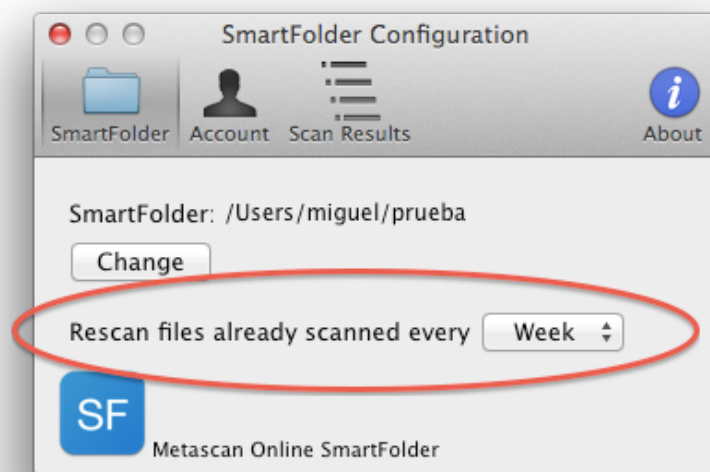 SmartFolder Configuration
SmartFolder Account Scan Results About
SmartFolder: /Users/miguel/prueba
Change
Rescan files already scanned every Week
SF
Metascan Online SmartFolder